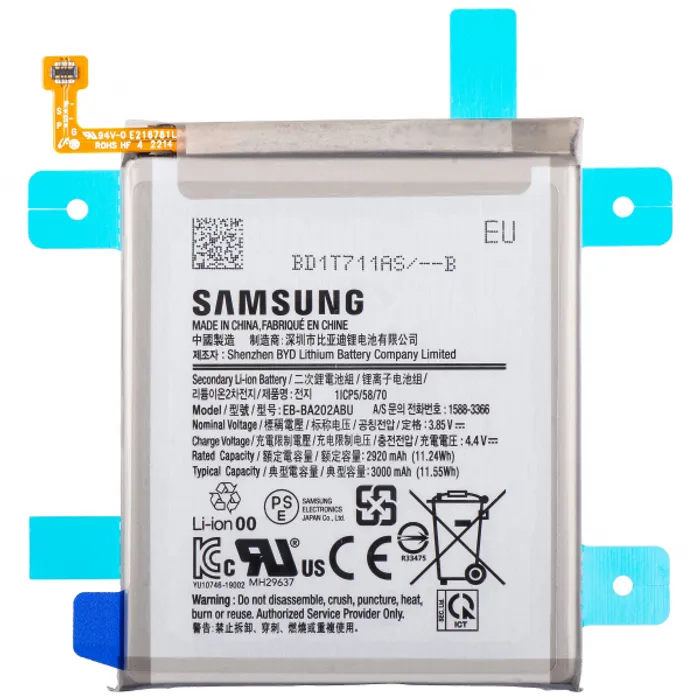 94V-0 E216781L
ROHS HF 4 2214
EU
BD1T711AS/--B
SAMSUNG
MADE IN CHINA, FABRIQUÉ EN CHINE
中國製造 制造商: 深圳市比亚迪锂电池有限公司
제조자: Shenzhen BYD Lithium Battery Company Limited
Secondary Li-ion Battery / 二次鋰電池組 / 锂离子电池组 /
리튬이온2차전지 / 제품명: 전지 1ICP5/58/70
Model / 型號 / 型号: EB-BA202ABU A/S 문의 전화번호: 1588-3366
Nominal Voltage / 標稱電壓 / 标称电压 / 공칭전압 / 定格: 3.85 V⎓
Charge Voltage / 充電限制電壓 / 充电限制电压 / 충전전압 / 充電電圧: 4.4 V⎓
Rated Capacity / 額定電容量 / 额定容量: 2920 mAh (11.24Wh)
Typical Capacity / 典型電容量 / 典型容量: 3000 mAh (11.55Wh)
Li-ion 00
PSE
SAMSUNG
ELECTRONICS
JAPAN Co., Ltd.
R33475
c US
CE
YU10748-19002 MH29637
Warning : Do not disassemble, crush, puncture, heat,
burn or reuse. Authorized Service Provider Only.
警告: 禁止拆卸、穿刺、燃燒或重複使用。
SEC. U1
ICT